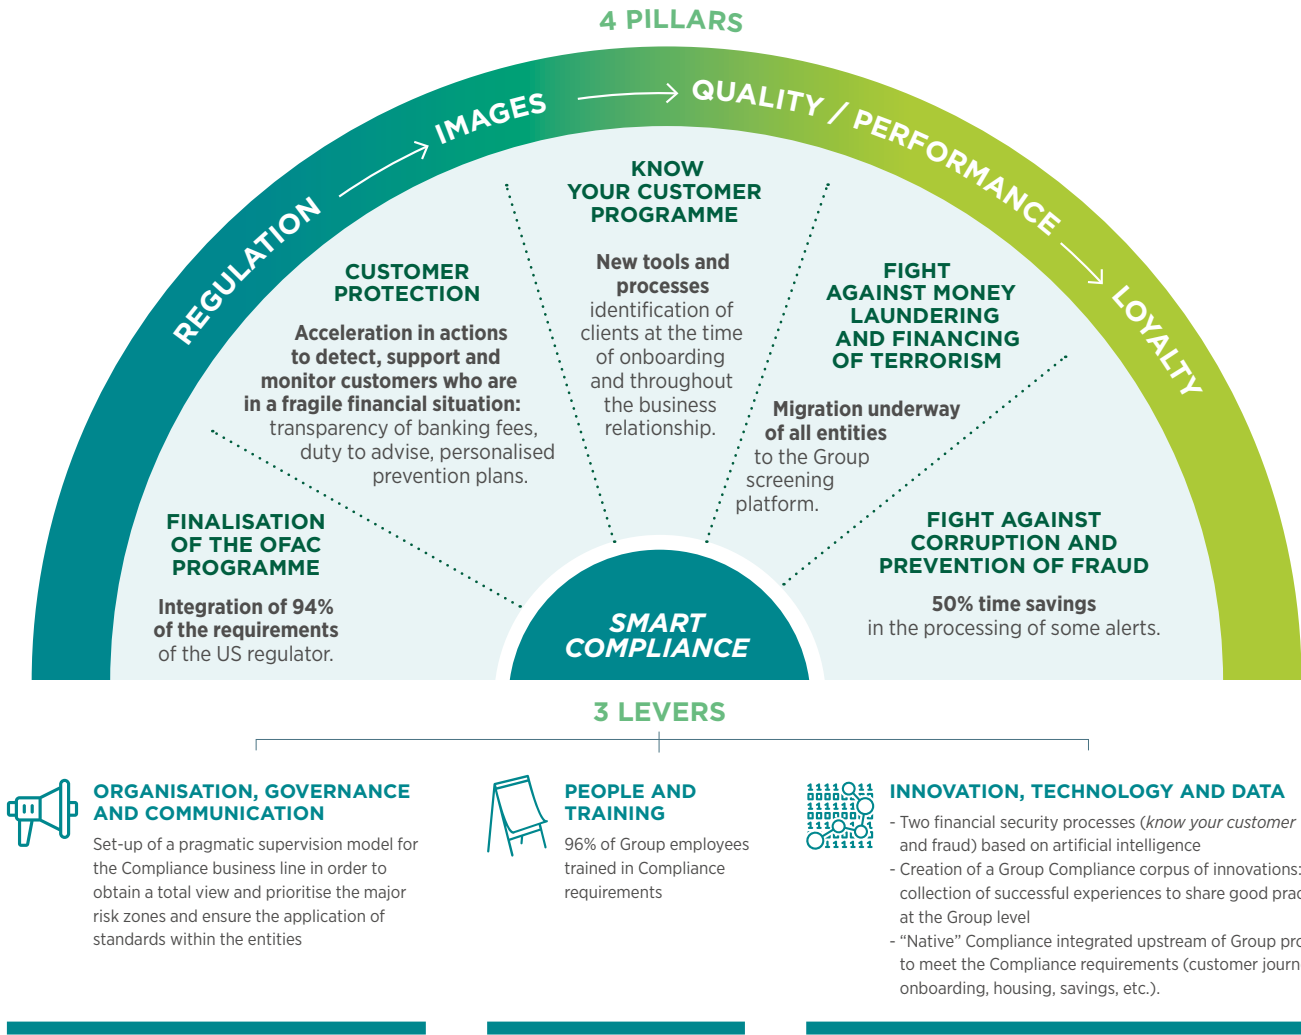 4 PILLARS
REGULATION
IMAGES
QUALITY / PERFORMANCE
LOYALTY
FINALISATION
OF THE OFAC
PROGRAMME
Integration of 94%
of the requirements
of the US regulator.
CUSTOMER
PROTECTION
Acceleration in actions
to detect, support and
monitor customers who are
in a fragile financial situation:
transparency of banking fees,
duty to advise, personalised
prevention plans.
KNOW
YOUR CUSTOMER
PROGRAMME
New tools and
processes
identification of
clients at the time
of onboarding
and throughout
the business
relationship.
FIGHT
AGAINST MONEY
LAUNDERING
AND FINANCING
OF TERRORISM
Migration underway
of all entities
to the Group
screening
platform.
FIGHT AGAINST
CORRUPTION AND
PREVENTION OF FRAUD
50% time savings
in the processing of some alerts.
SMART
COMPLIANCE
3 LEVERS
ORGANISATION, GOVERNANCE
AND COMMUNICATION
Set-up of a pragmatic supervision model for
the Compliance business line in order to
obtain a total view and prioritise the major
risk zones and ensure the application of
standards within the entities
PEOPLE AND
TRAINING
96% of Group employees
trained in Compliance
requirements
INNOVATION, TECHNOLOGY AND DATA
- Two financial security processes (know your customer
and fraud) based on artificial intelligence
- Creation of a Group Compliance corpus of innovations:
collection of successful experiences to share good
at the Group level
- “Native” Compliance integrated upstream of Group
to meet the Compliance requirements (customer
onboarding, housing, savings, etc.).